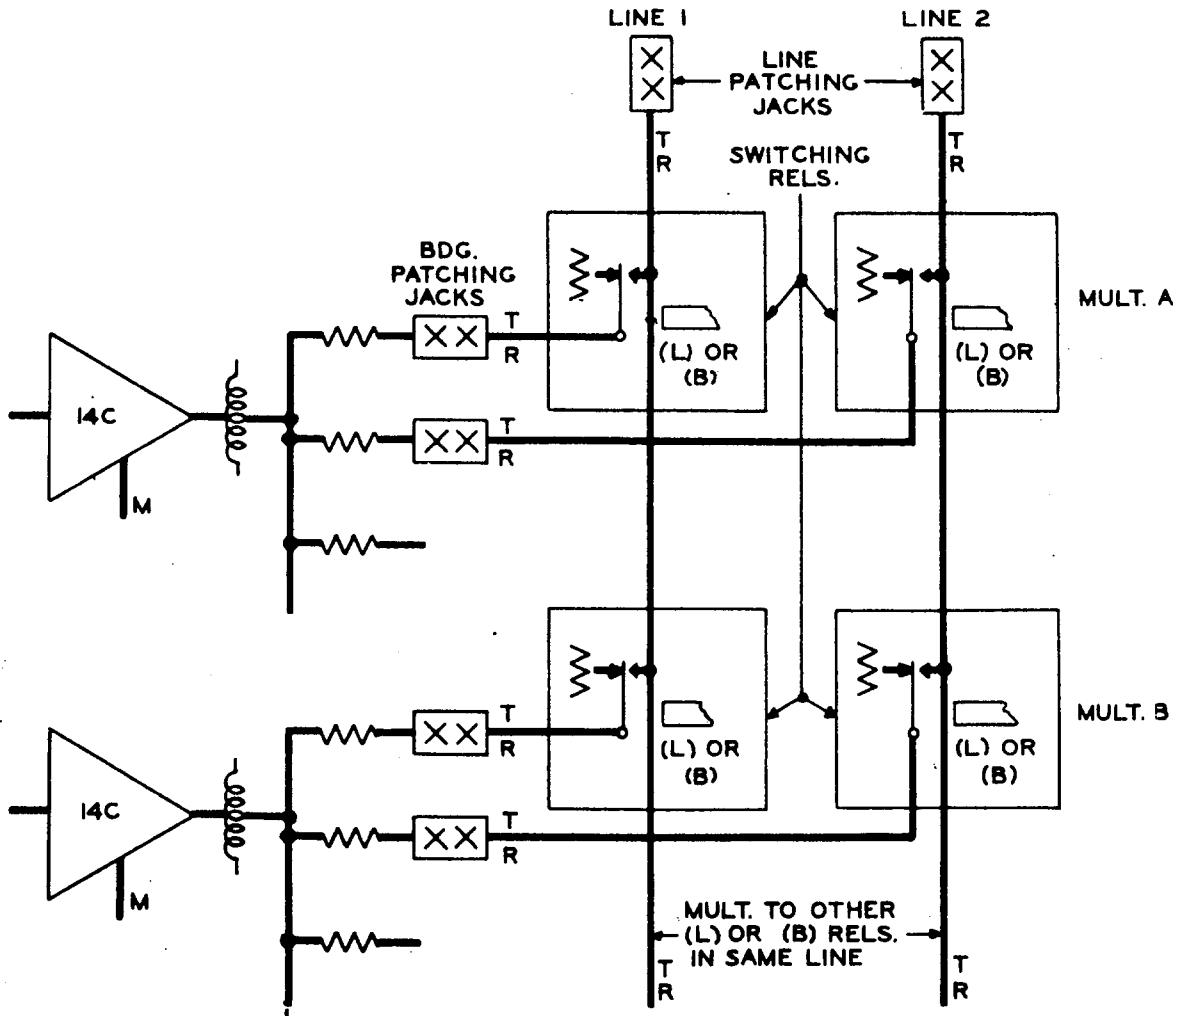 LINE 1
LINE 2
LINE
PATCHING
JACKS
T
R
T
R
SWITCHING
RELS.
BDG.
PATCHING
JACKS
MULT. A
T
R
(L) OR
(B)
(L) OR
(B)
14C
T
R
M
T
R
(L) OR
(B)
(L) OR
(B)
MULT. B
14C
T
R
M
MULT. TO OTHER
(L) OR (B) RELS.
IN SAME LINE
T
R
T
R